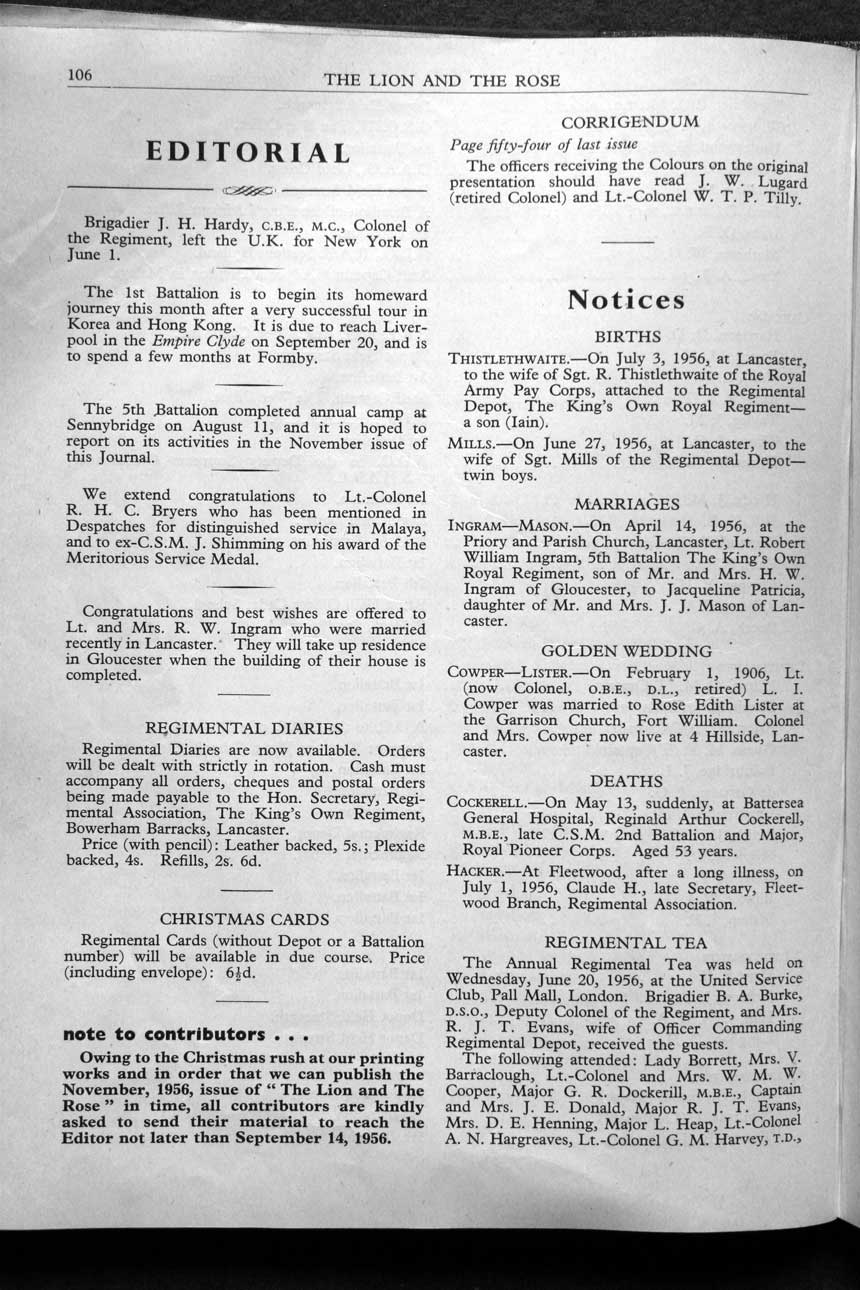 106
THE LION AND THE ROSE
EDITORIAL
Brigadier J. H. Hardy, C.B.E., M.C., Colonel of
the Regiment, left the U.K. for New York on
June 1.
The 1st Battalion is to begin its homeward
journey this month after a very successful tour in
Korea and Hong Kong. It is due to reach Liver-
pool in the Empire Clyde on September 20, and is
to spend a few months at Formby.
The 5th Battalion completed annual camp at
Sennybridge on August 11, and it is hoped to
report on its activities in the November issue of
this Journal.
We extend congratulations to Lt.-Colonel
R. H. C. Bryers who has been mentioned in
Despatches for distinguished service in Malaya,
and to ex-C.S.M. J. Shimming on his award of the
Meritorious Service Medal.
Congratulations and best wishes are offered to
Lt. and Mrs. R. W. Ingram who were married
recently in Lancaster. They will take up residence
in Gloucester when the building of their house is
completed.
REGIMENTAL DIARIES
Regimental Diaries are now available. Orders
will be dealt with strictly in rotation. Cash must
accompany all orders, cheques and postal orders
being made payable to the Hon. Secretary, Regi-
mental Association, The King's Own Regiment,
Bowerham Barracks, Lancaster.
Price (with pencil): Leather backed, 5s.; Plexide
backed, 4s. Refills, 2s. 6d.
CHRISTMAS CARDS
Regimental Cards (without Depot or a Battalion
number) will be available in due course. Price
(including envelope): 6½d.
note to contributors . . .
Owing to the Christmas rush at our printing
works and in order that we can publish the
November, 1956, issue of " The Lion and The
Rose " in time, all contributors are kindly
asked to send their material to reach the
Editor not later than September 14, 1956.
CORRIGENDUM
Page fifty-four of last issue
The officers receiving the Colours on the original
presentation should have read J. W. Lugard
(retired Colonel) and Lt.-Colonel W. T. P. Tilly.
Notices
BIRTHS
THISTLETHWAITE.—On July 3, 1956, at Lancaster,
to the wife of Sgt. R. Thistlethwaite of the Royal
Army Pay Corps, attached to the Regimental
Depot, The King's Own Royal Regiment—
a son (Iain).
MILLS.—On June 27, 1956, at Lancaster, to the
wife of Sgt. Mills of the Regimental Depot—
twin boys.
MARRIAGES
INGRAM—MASON.—On April 14, 1956, at the
Priory and Parish Church, Lancaster, Lt. Robert
William Ingram, 5th Battalion The King's Own
Royal Regiment, son of Mr. and Mrs. H. W.
Ingram of Gloucester, to Jacqueline Patricia,
daughter of Mr. and Mrs. J. J. Mason of Lan-
caster.
GOLDEN WEDDING
COWPER—LISTER.—On February 1, 1906, Lt.
(now Colonel, O.B.E., D.L., retired) L. I.
Cowper was married to Rose Edith Lister at
the Garrison Church, Fort William. Colonel
and Mrs. Cowper now live at 4 Hillside, Lan-
caster.
DEATHS
COCKERELL.—On May 13, suddenly, at Battersea
General Hospital, Reginald Arthur Cockerell,
M.B.E., late C.S.M. 2nd Battalion and Major,
Royal Pioneer Corps. Aged 53 years.
HACKER.—At Fleetwood, after a long illness, on
July 1, 1956, Claude H., late Secretary, Fleet-
wood Branch, Regimental Association.
REGIMENTAL TEA
The Annual Regimental Tea was held on
Wednesday, June 20, 1956, at the United Service
Club, Pall Mall, London. Brigadier B. A. Burke,
D.S.O., Deputy Colonel of the Regiment, and Mrs.
R. J. T. Evans, wife of Officer Commanding
Regimental Depot, received the guests.
The following attended: Lady Borrett, Mrs. V.
Barraclough, Lt.-Colonel and Mrs. W. M. W.
Cooper, Major G. R. Dockerill, M.B.E., Captain
and Mrs. J. E. Donald, Major R. J. T. Evans,
Mrs. D. E. Henning, Major L. Heap, Lt.-Colonel
A. N. Hargreaves, Lt.-Colonel G. M. Harvey, T.D.,